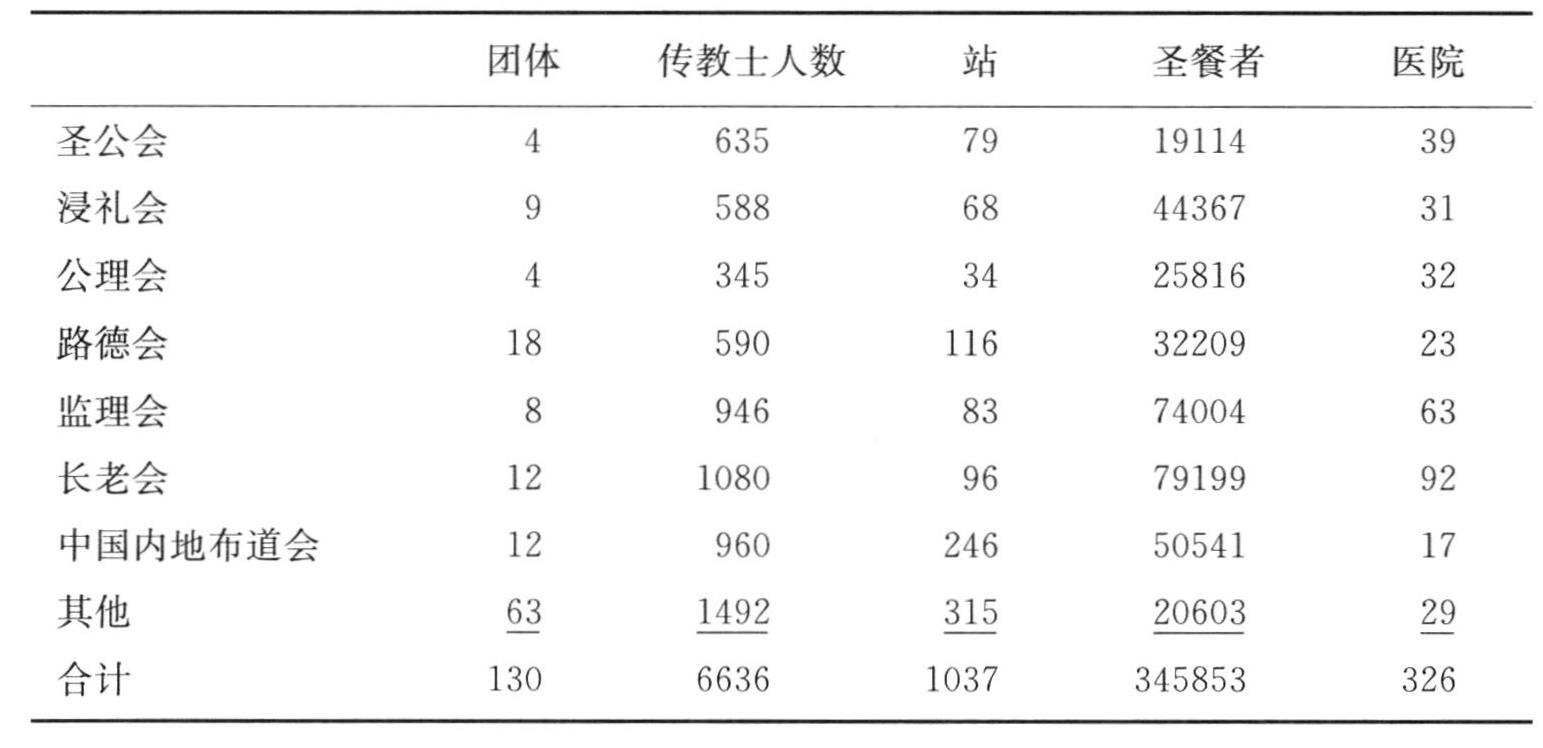 团体 传教士人数 站 圣餐者 医院
圣公会 4 635 79 19114 39
浸礼会 9 588 68 44367 31
公理会 4 345 34 25816 32
路德会 18 590 116 32209 23
监理会 8 946 83 74004 63
长老会 12 1080 96 79199 92
中国内地布道会 12 960 246 50541 17
其他 63 1492 315 20603 29
合计 130 6636 1037 345853 326